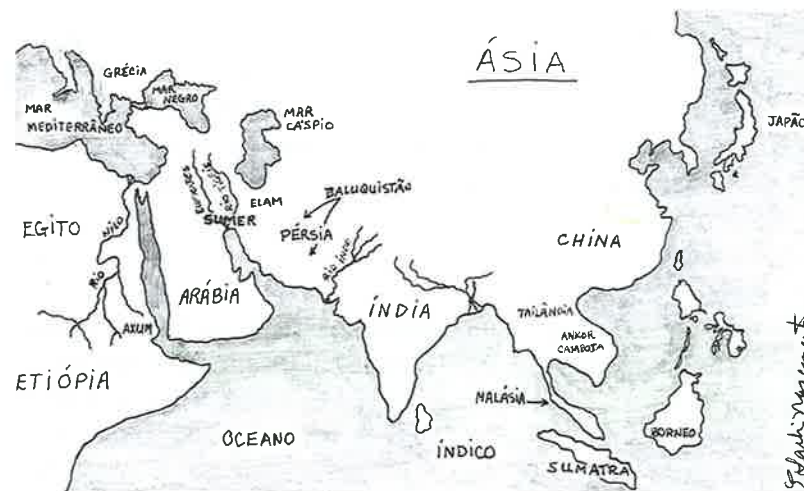 ÁSIA
GRÉCIA
MAR
NEGRO
MAR
MEDITERRÂNEO
MAR
CÁSPIO
JAPÃO
EUFRATES
RIO TIGRE
ELAM
SUMER
BALUQUISTÃO
PÉRSIA
RIO INDO
EGITO
RIO NILO
CHINA
ARÁBIA
ÍNDIA
TAILÂNDIA
ANKOR
CAMBOJA
AXUM
ETIÓPIA
MALÁSIA
BORNEO
OCEANO
ÍNDICO
SUMATRA